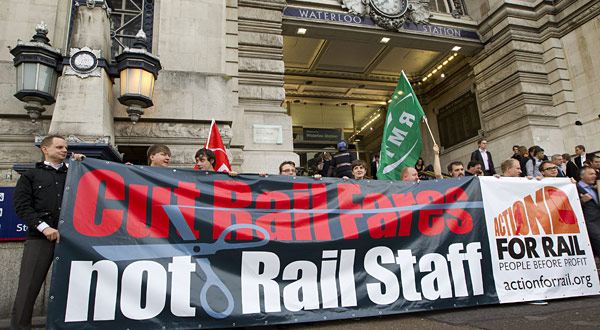 WATERLOO STATION
RMT
Cut Rail Fares
not Rail Staff
ACTION
FOR RAIL
PEOPLE BEFORE PROFIT
actionforrail.org